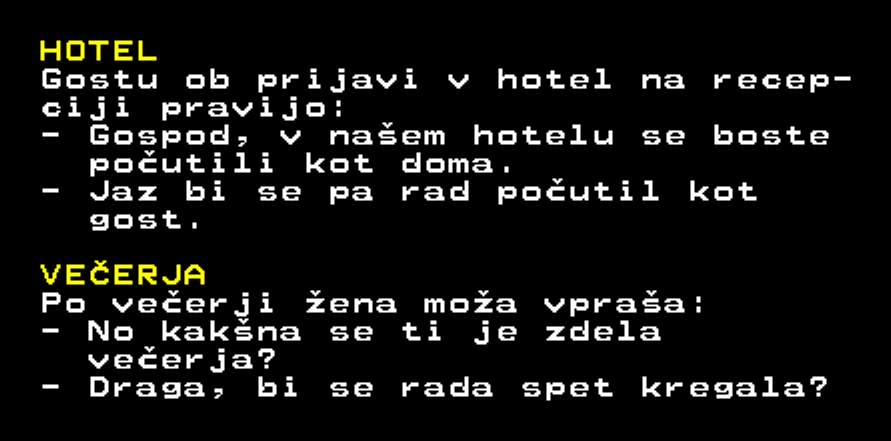 HOTEL
Gostu ob prijavi v hotel na recep-
ciji pravijo:
- Gospod, v našem hotelu se boste
počutili kot doma.
- Jaz bi se pa rad počutil kot
gost.
VEČERJA
Po večerji žena moža vpraša:
- No kakšna se ti je zdela
večerja?
- Draga, bi se rada spet kregala?